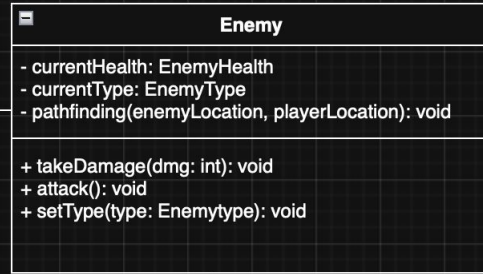 Enemy
- currentHealth: EnemyHealth
- currentType: EnemyType
- pathfinding(enemyLocation, playerLocation): void
+ takeDamage(dmg: int): void
+ attack(): void
+ setType(type: Enemytype): void